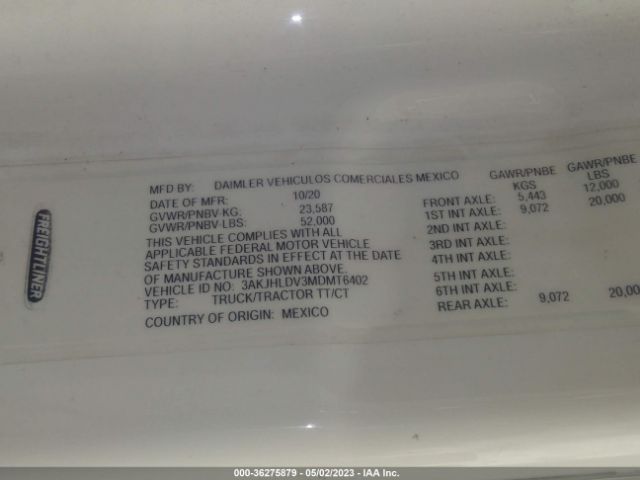 MFD BY: DAIMLER VEHICULOS COMERCIALES MEXICO
DATE OF MFR: 10/20
GVWR/PNBV-KG: 23,587
GVWR/PNBV-LBS: 52,000
THIS VEHICLE COMPLIES WITH ALL
APPLICABLE FEDERAL MOTOR VEHICLE
SAFETY STANDARDS IN EFFECT AT THE DATE
OF MANUFACTURE SHOWN ABOVE.
VEHICLE ID NO: 3AKJHLDV3MDMT6402
TYPE: TRUCK/TRACTOR TT/CT
COUNTRY OF ORIGIN: MEXICO
GAWR/PNBE GAWR/PNBE
KGS LBS
FRONT AXLE: 5,443 12,000
1ST INT AXLE: 9,072 20,000
2ND INT AXLE:
3RD INT AXLE:
4TH INT AXLE:
5TH INT AXLE:
6TH INT AXLE:
REAR AXLE: 9,072 20,00
FREIGHTLINER
000-36275879 - 05/02/2023 - IAA Inc.